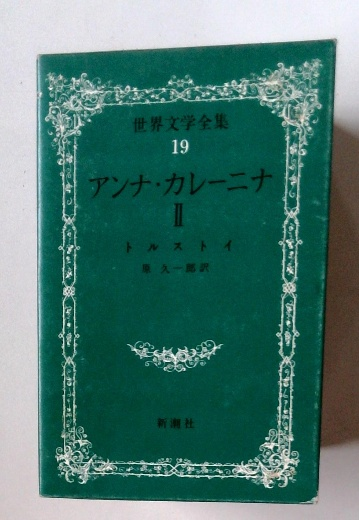 世界文学全集
19
アンナ・カレーニナ
II
トルストイ
原 久一郎訳
新潮社